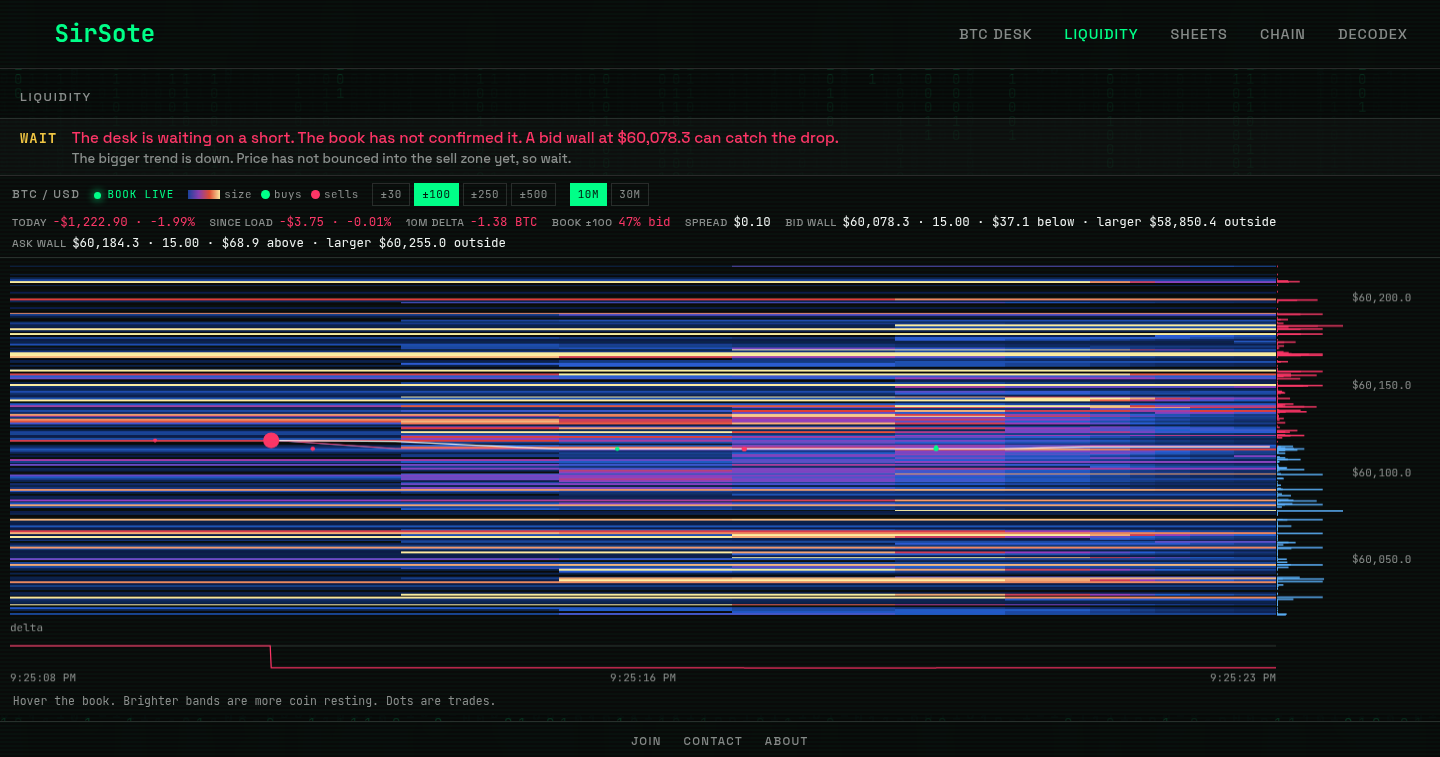 SirSote
BTC DESK LIQUIDITY SHEETS CHAIN DECODEX
LIQUIDITY
WAIT The desk is waiting on a short. The book has not confirmed it. A bid wall at $60,078.3 can catch the drop.
The bigger trend is down. Price has not bounced into the sell zone yet, so wait.
BTC / USD BOOK LIVE size buys sells ±30 ±100 ±250 ±500 10M 30M
TODAY -$1,222.90 · -1.99% SINCE LOAD -$3.75 · -0.01% 10M DELTA -1.38 BTC BOOK ±100 47% bid SPREAD $0.10 BID WALL $60,078.3 · 15.00 · $37.1 below · larger $58,850.4 outside
ASK WALL $60,184.3 · 15.00 · $68.9 above · larger $60,255.0 outside
$60,200.0
$60,150.0
$60,100.0
$60,050.0
delta
9:25:08 PM 9:25:16 PM 9:25:23 PM
Hover the book. Brighter bands are more coin resting. Dots are trades.
JOIN CONTACT ABOUT